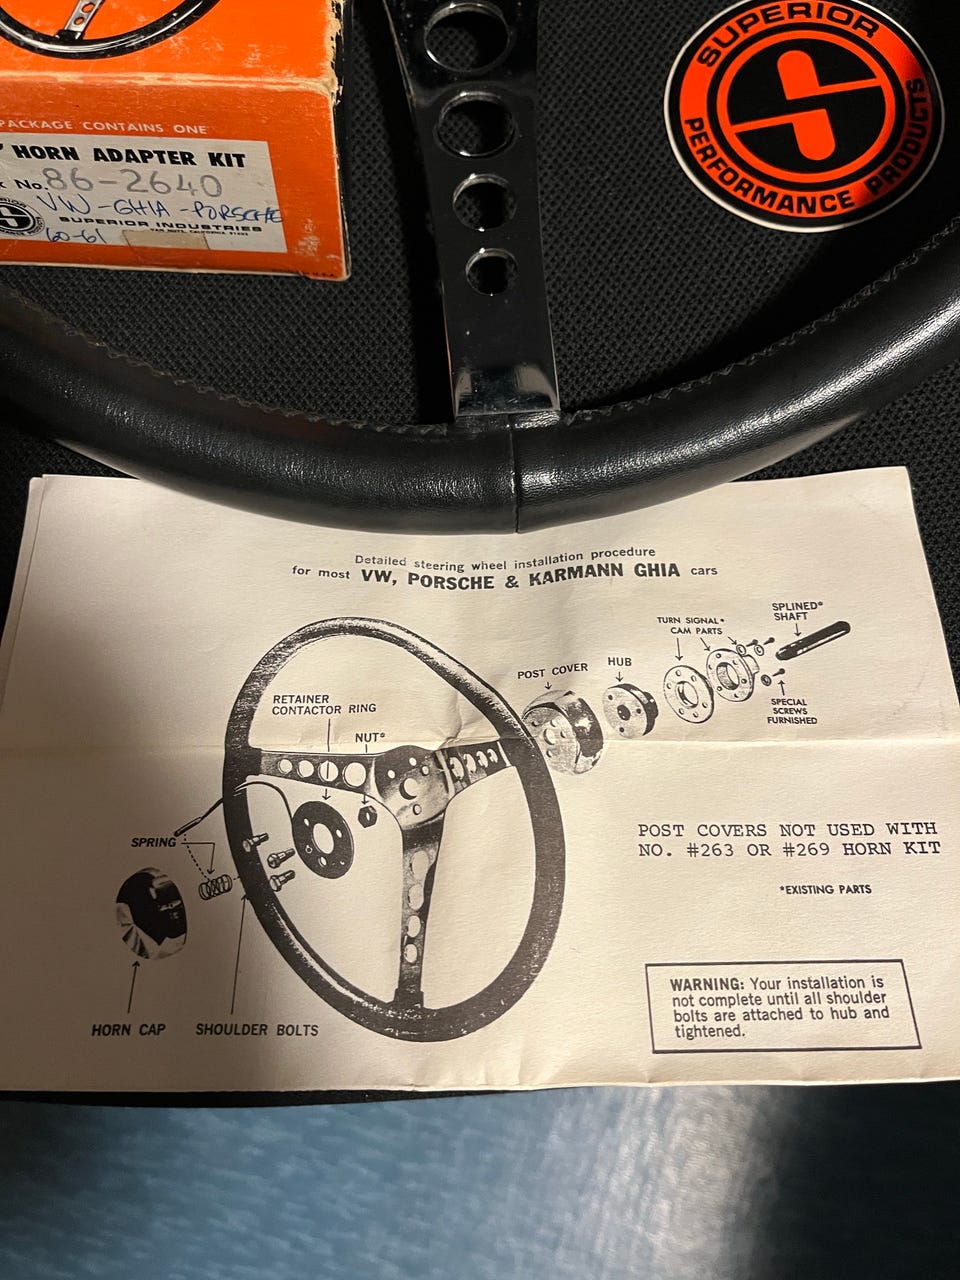 PACKAGE CONTAINS ONE
HORN ADAPTER KIT
No. 86-2640
VW-GHIA-PORSCHE
SUPERIOR INDUSTRIES
VAN NUYS, CALIFORNIA
60-61
SUPERIOR
PERFORMANCE PRODUCTS
Detailed steering wheel installation procedure
for most VW, PORSCHE & KARMANN GHIA cars
SPLINED*
SHAFT
TURN SIGNAL*
CAM PARTS
POST COVER
HUB
SPECIAL
SCREWS
FURNISHED
RETAINER
CONTACTOR RING
NUT*
SPRING
POST COVERS NOT USED WITH
NO. #263 OR #269 HORN KIT
*EXISTING PARTS
WARNING: Your installation is
not complete until all shoulder
bolts are attached to hub and
tightened.
HORN CAP
SHOULDER BOLTS